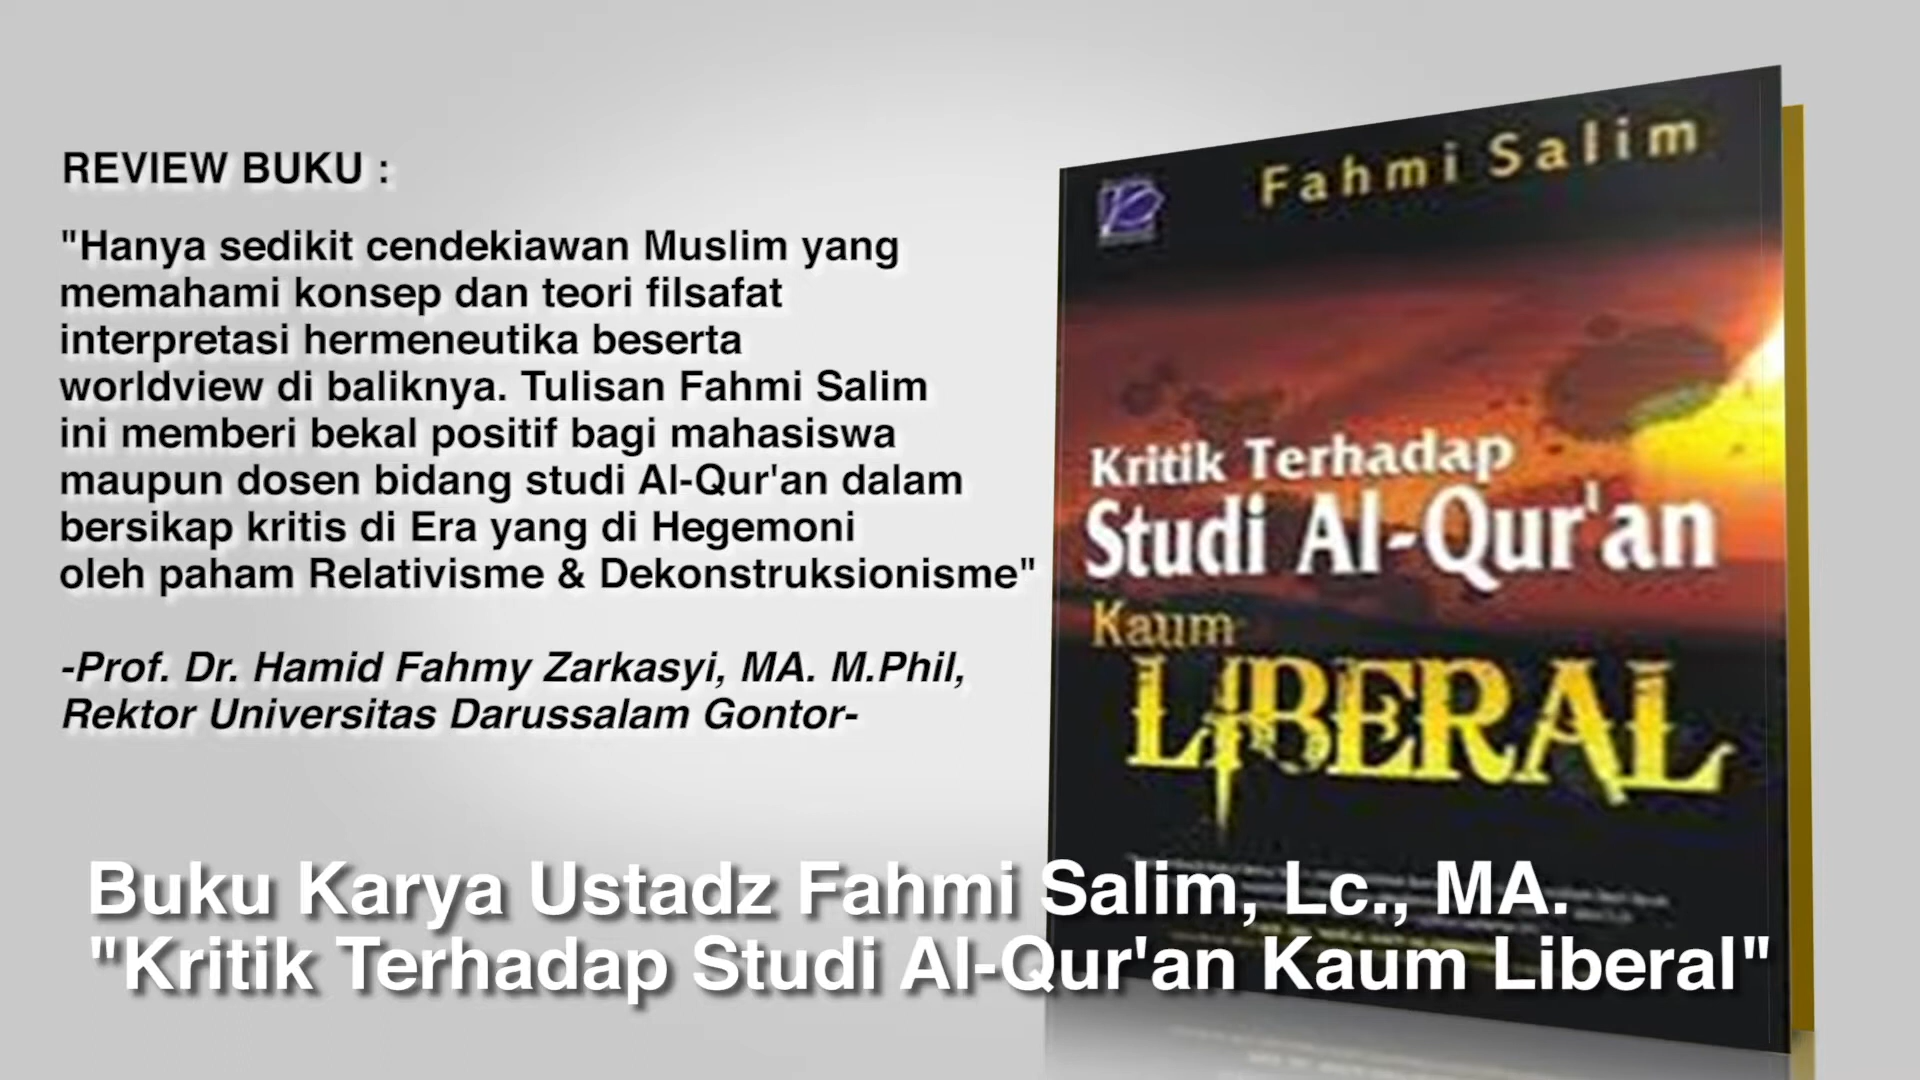 REVIEW BUKU :
"Hanya sedikit cendekiawan Muslim yang
memahami konsep dan teori filsafat
interpretasi hermeneutika beserta
worldview di baliknya. Tulisan Fahmi Salim
ini memberi bekal positif bagi mahasiswa
maupun dosen bidang studi Al-Qur'an dalam
bersikap kritis di Era yang di Hegemoni
oleh paham Relativisme & Dekonstruksionisme"
-Prof. Dr. Hamid Fahmy Zarkasyi, MA. M.Phil,
Rektor Universitas Darussalam Gontor-
Fahmi Salim
Kritik Terhadap
Studi Al-Qur'an
Kaum
LIBERAL
Buku Karya Ustadz Fahmi Salim, Lc., MA.
"Kritik Terhadap Studi Al-Qur'an Kaum Liberal"